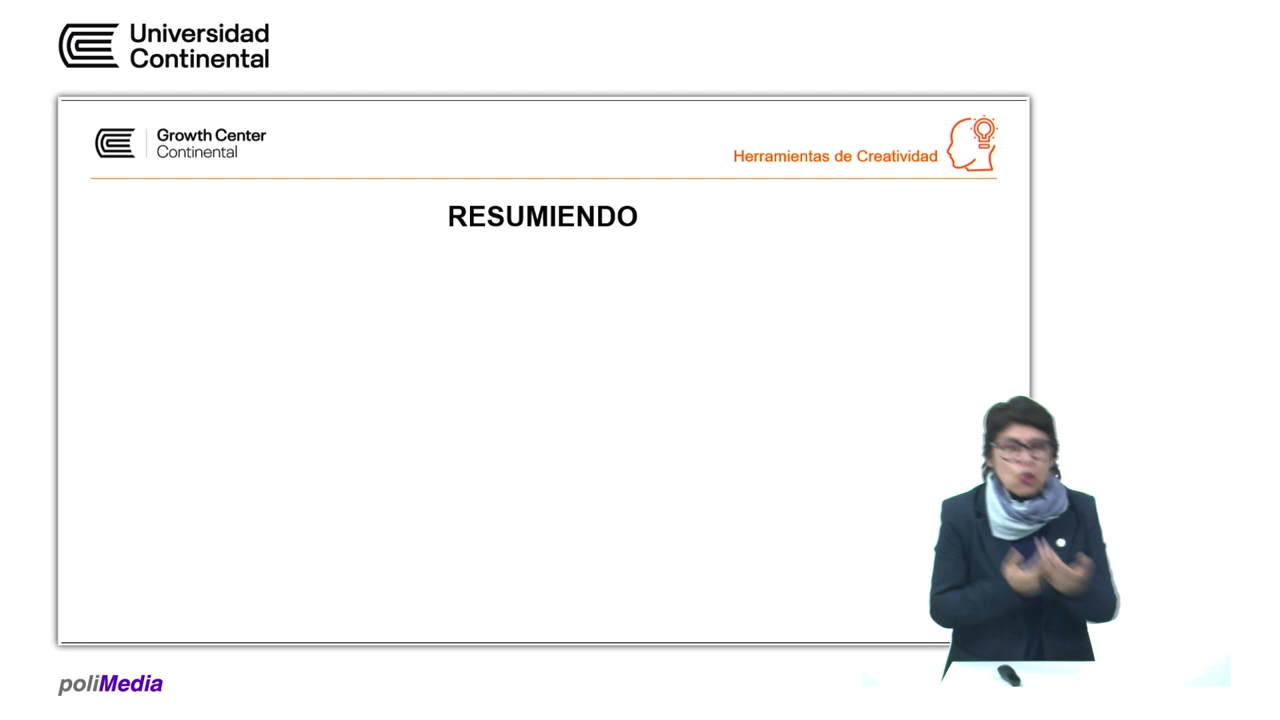 Universidad
Continental
Growth Center
Continental
Herramientas de Creatividad
RESUMIENDO
poliMedia